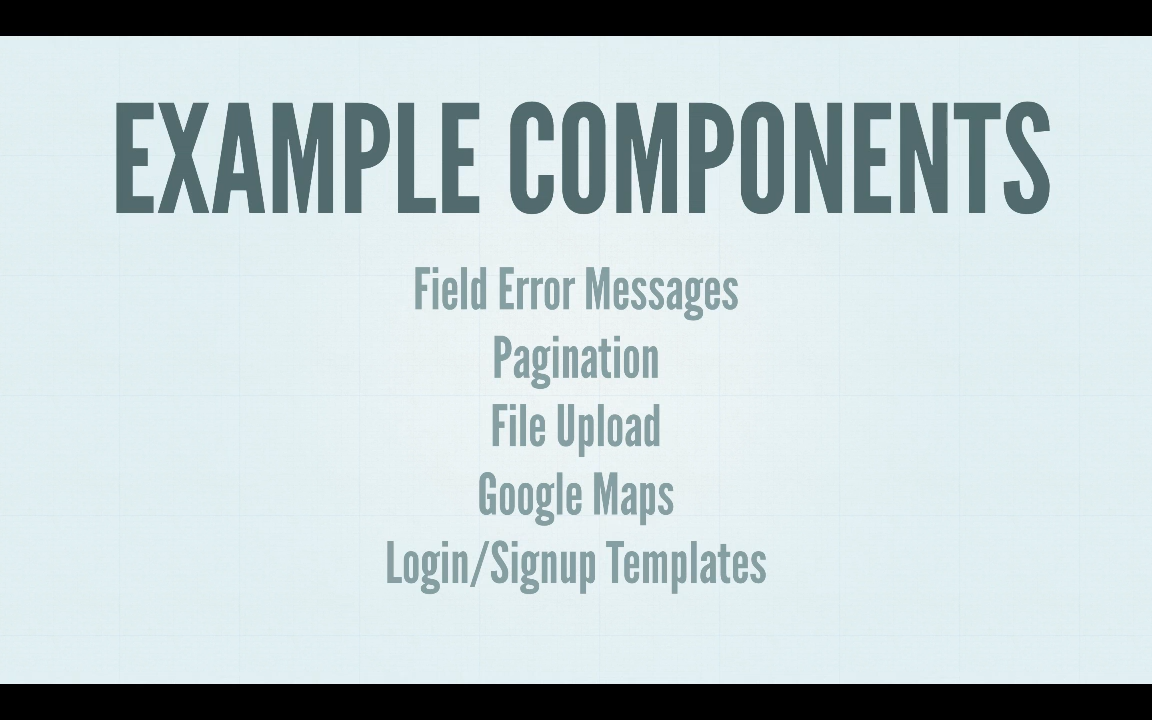 EXAMPLE COMPONENTS
Field Error Messages
Pagination
File Upload
Google Maps
Login/Signup Templates